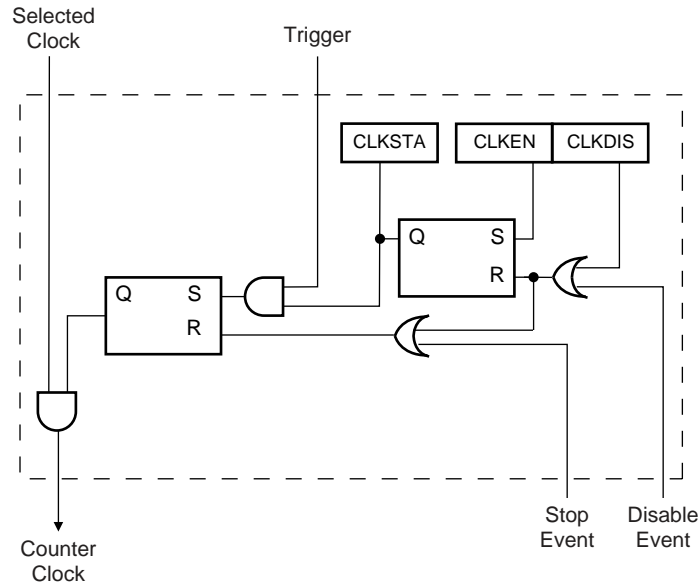 Selected
Clock
Trigger
CLKSTA
CLKEN
CLKDIS
Q
S
R
Q
S
R
Stop
Event
Disable
Event
Counter
Clock